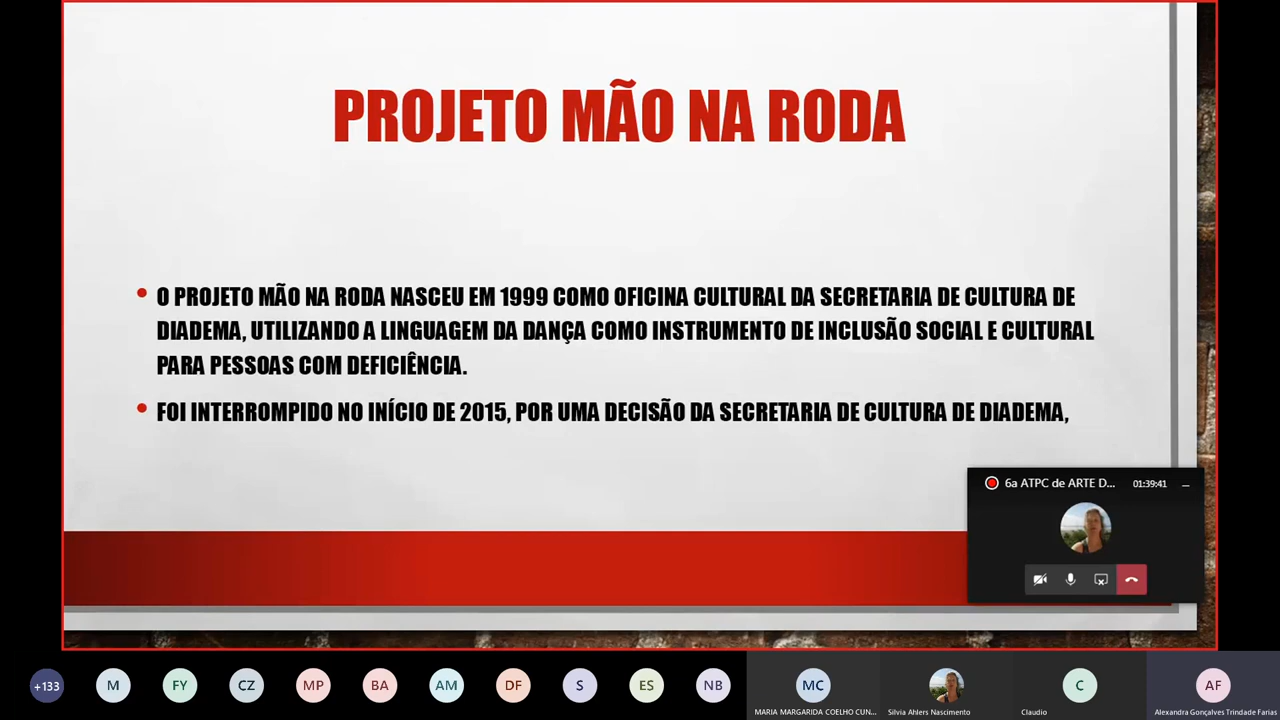 PROJETO MÃO NA RODA
• O PROJETO MÃO NA RODA NASCEU EM 1999 COMO OFICINA CULTURAL DA SECRETARIA DE CULTURA DE
DIADEMA, UTILIZANDO A LINGUAGEM DA DANÇA COMO INSTRUMENTO DE INCLUSÃO SOCIAL E CULTURAL
PARA PESSOAS COM DEFICIÊNCIA.
• FOI INTERROMPIDO NO INÍCIO DE 2015, POR UMA DECISÃO DA SECRETARIA DE CULTURA DE DIADEMA,
6a ATPC de ARTE D... 01:39:41
+133 M FY CZ MP BA AM DF S ES NB MC C AF
MARIA MARGARIDA COELHO CUN... Silvia Ahlers Nascimento Claudio Alexandra Gonçalves Trindade Farias